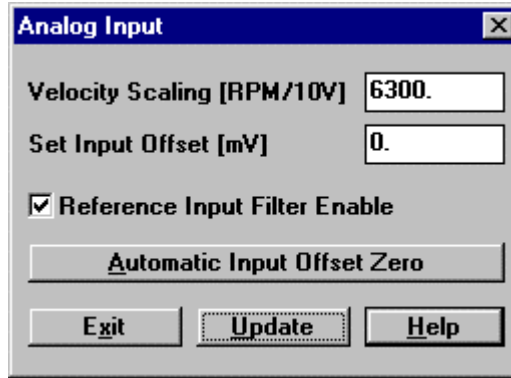 Analog Input
Velocity Scaling [RPM/10V] 6300.
Set Input Offset [mV] 0.
Reference Input Filter Enable
Automatic Input Offset Zero
Exit Update Help